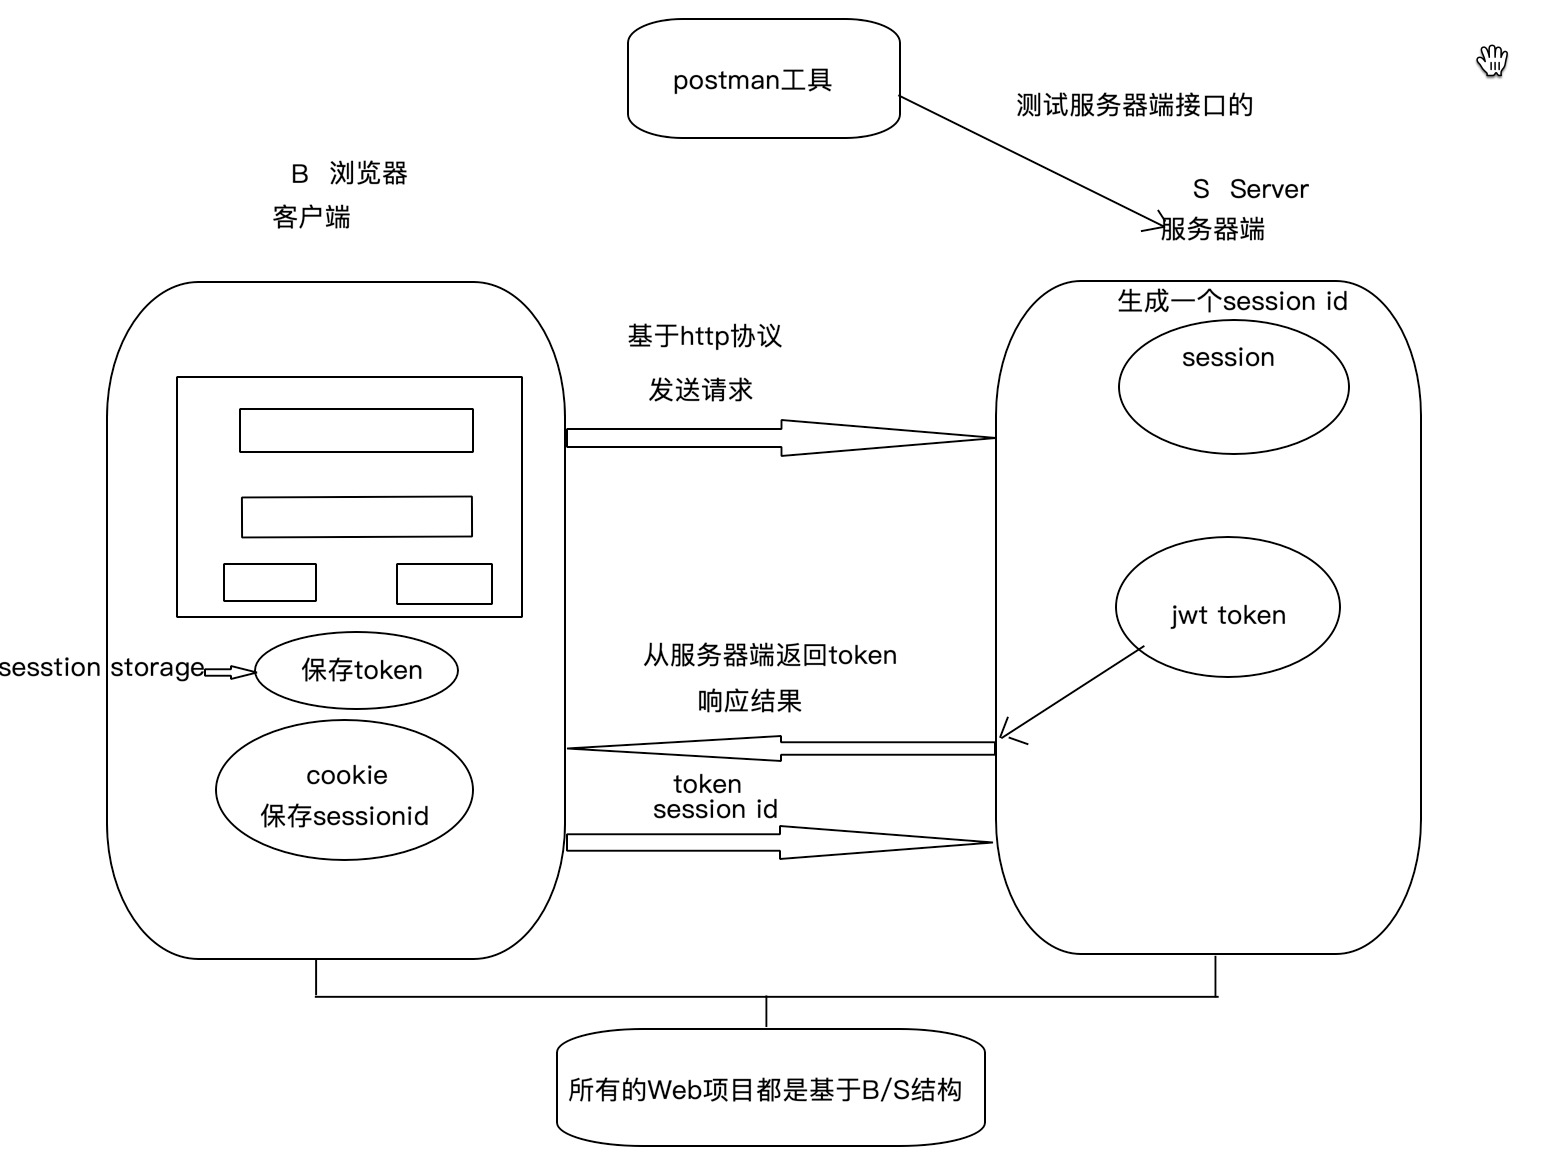 postman工具
测试服务器端接口的
B 浏览器
客户端
S Server
服务器端
生成一个session id
session
基于http协议
发送请求
jwt token
从服务器端返回token
响应结果
sesstion storage
保存token
token
session id
cookie
保存sessionid
所有的Web项目都是基于B/S结构